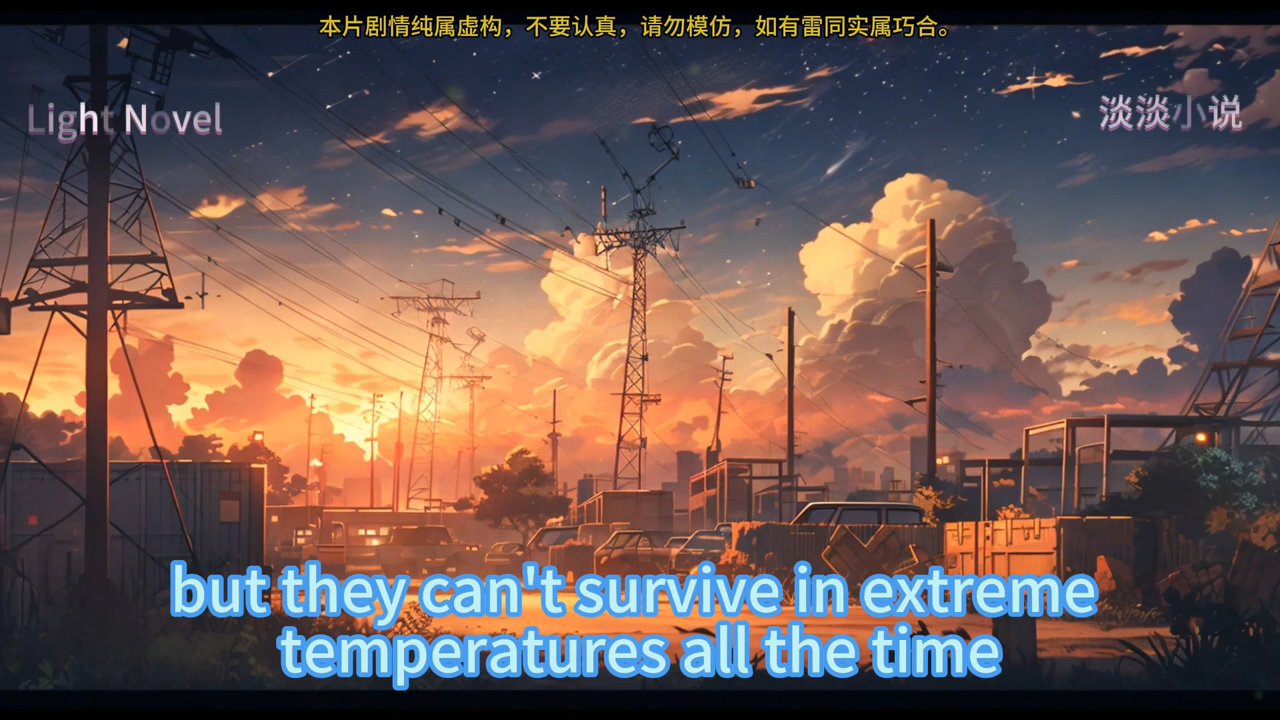 本片剧情纯属虚构，不要认真，请勿模仿，如有雷同实属巧合。
Light Novel
淡淡小说
but they can't survive in extreme
temperatures all the time